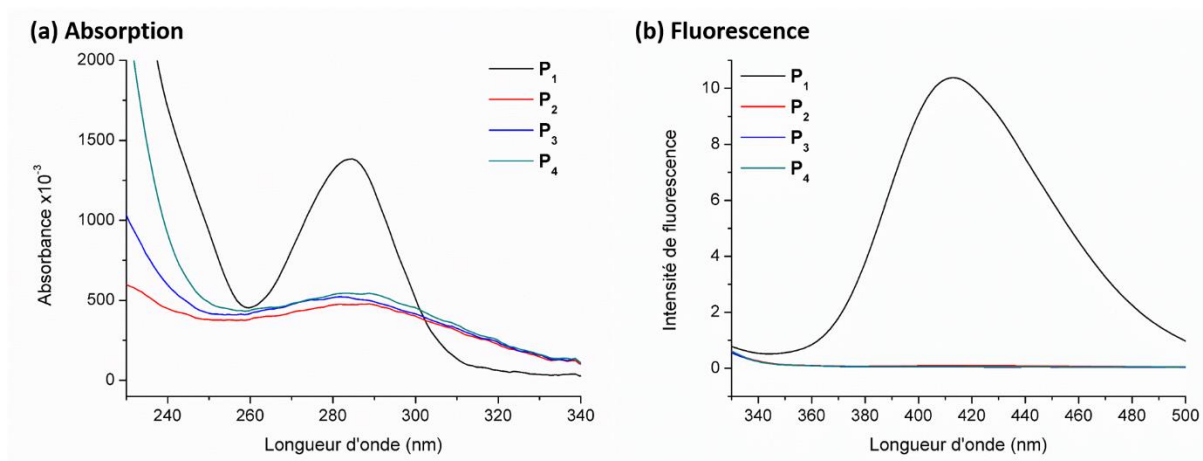 (a) Absorption
2000
1500
1000
500
0
Absorbance x10⁻³
P₁
P₂
P₃
P₄
240 260 280 300 320 340
Longueur d'onde (nm)
(b) Fluorescence
10
8
6
4
2
0
Intensité de fluorescence
P₁
P₂
P₃
P₄
340 360 380 400 420 440 460 480 500
Longueur d'onde (nm)